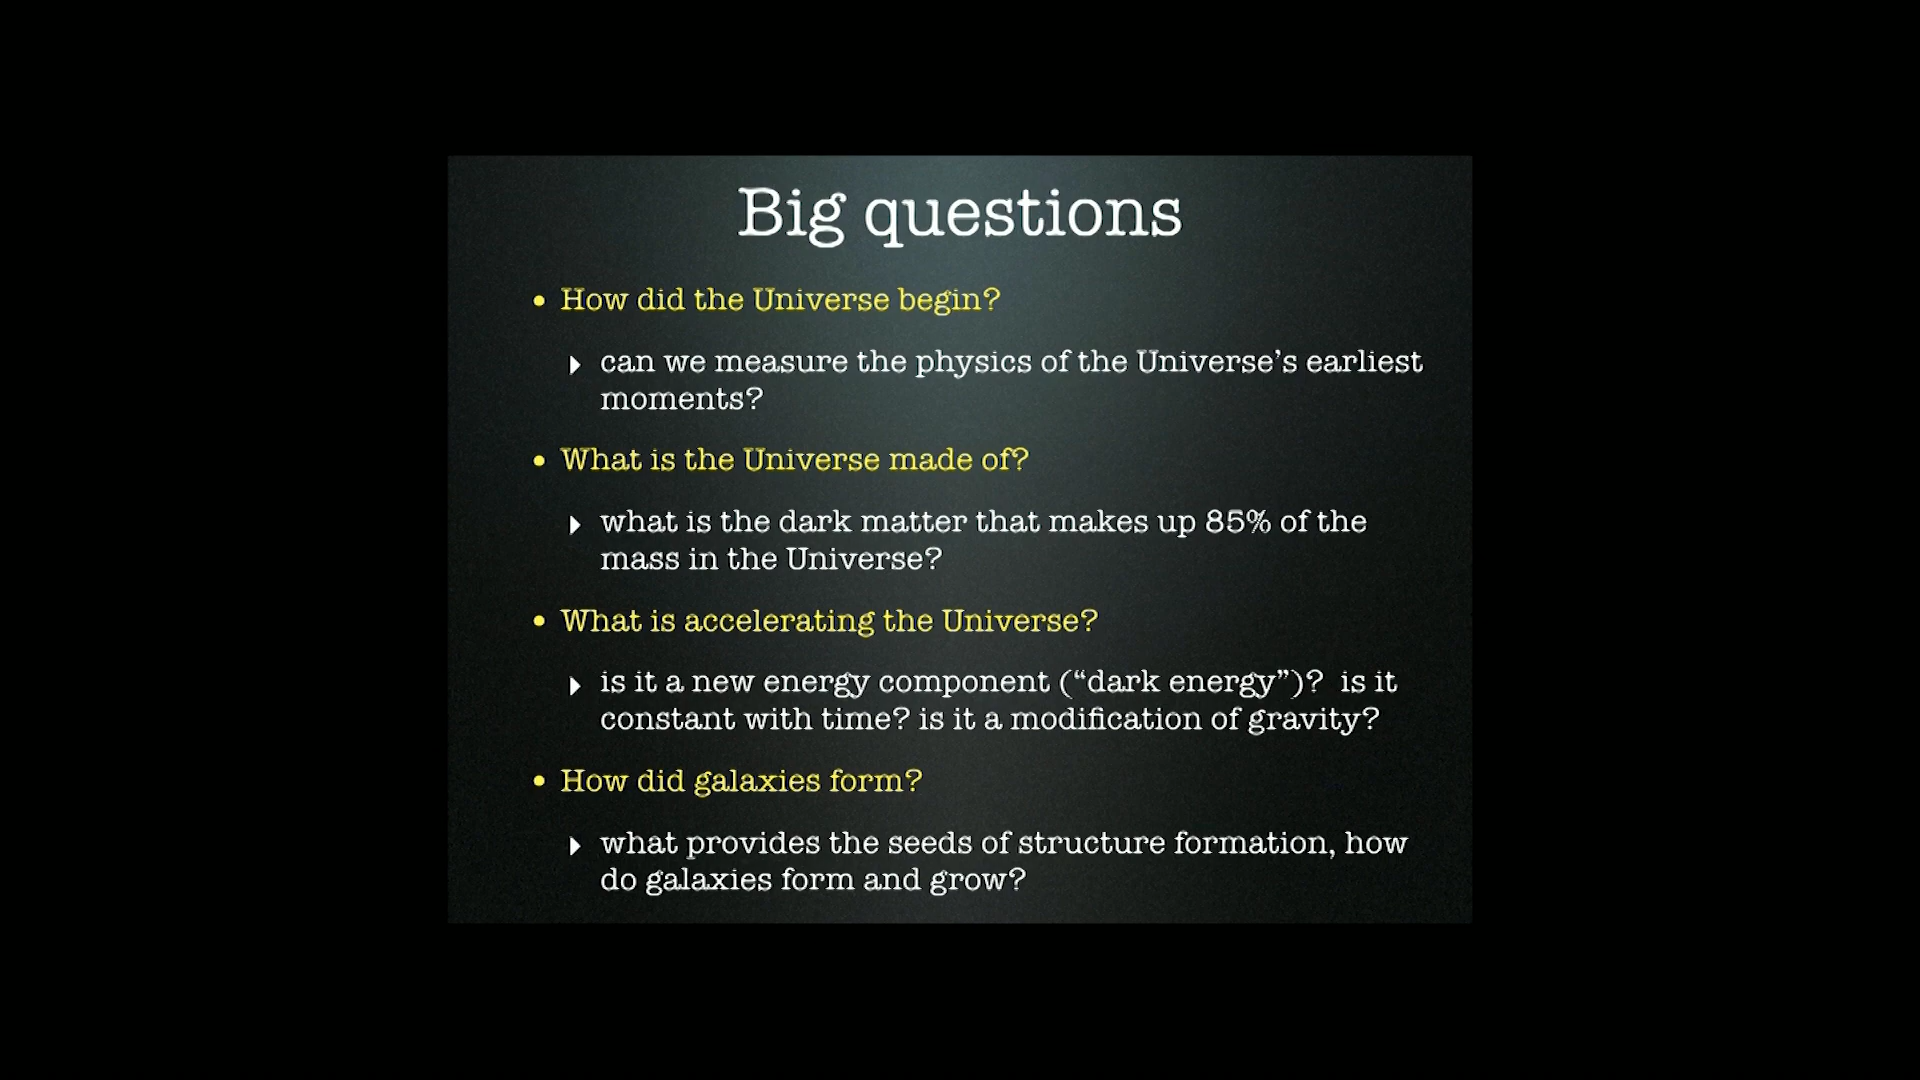 Big questions
• How did the Universe begin?
‣ can we measure the physics of the Universe’s earliest
moments?
• What is the Universe made of?
‣ what is the dark matter that makes up 85% of the
mass in the Universe?
• What is accelerating the Universe?
‣ is it a new energy component (“dark energy”)?  is it
constant with time? is it a modification of gravity?
• How did galaxies form?
‣ what provides the seeds of structure formation, how
do galaxies form and grow?